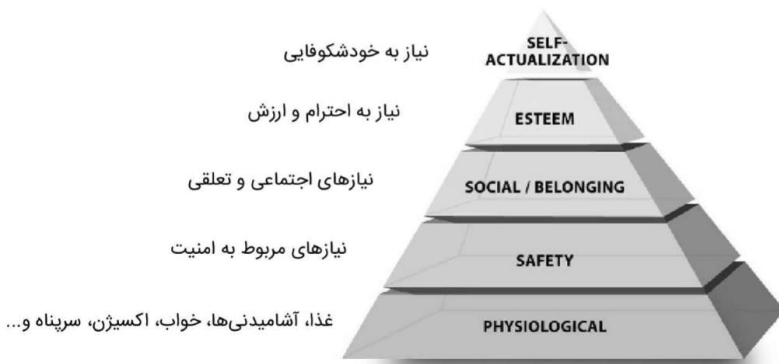 نیاز به خودشکوفایی
SELF-
ACTUALIZATION
نیاز به احترام و ارزش
ESTEEM
نیازهای اجتماعی و تعلقی
SOCIAL / BELONGING
نیازهای مربوط به امنیت
SAFETY
غذا، آشامیدنی‌ها، خواب، اکسیژن، سرپناه و...
PHYSIOLOGICAL